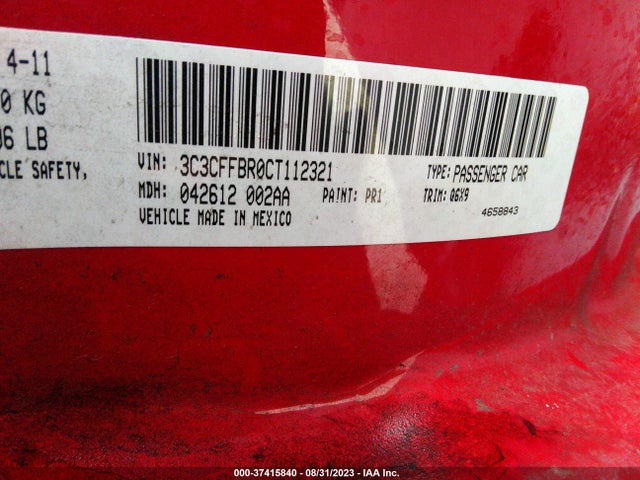 4-11
0 KG
06 LB
CLE SAFETY,
VIN: 3C3CFFBR0CT112321
TYPE: PASSENGER CAR
MDH: 042612 002AA
PAINT: PR1
TRIM: Q6X9
VEHICLE MADE IN MEXICO
4658843
000-37415840 - 08/31/2023 - IAA Inc.